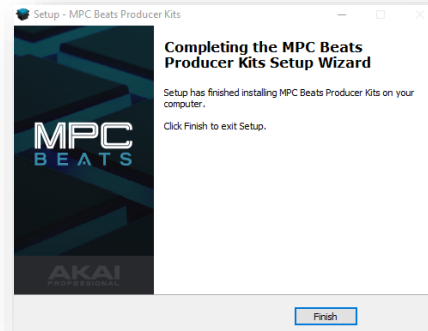 Setup - MPC Beats Producer Kits
Completing the MPC Beats
Producer Kits Setup Wizard
Setup has finished installing MPC Beats Producer Kits on your
computer.
Click Finish to exit Setup.
MPC
BEATS
AKAI
PROFESSIONAL
Finish